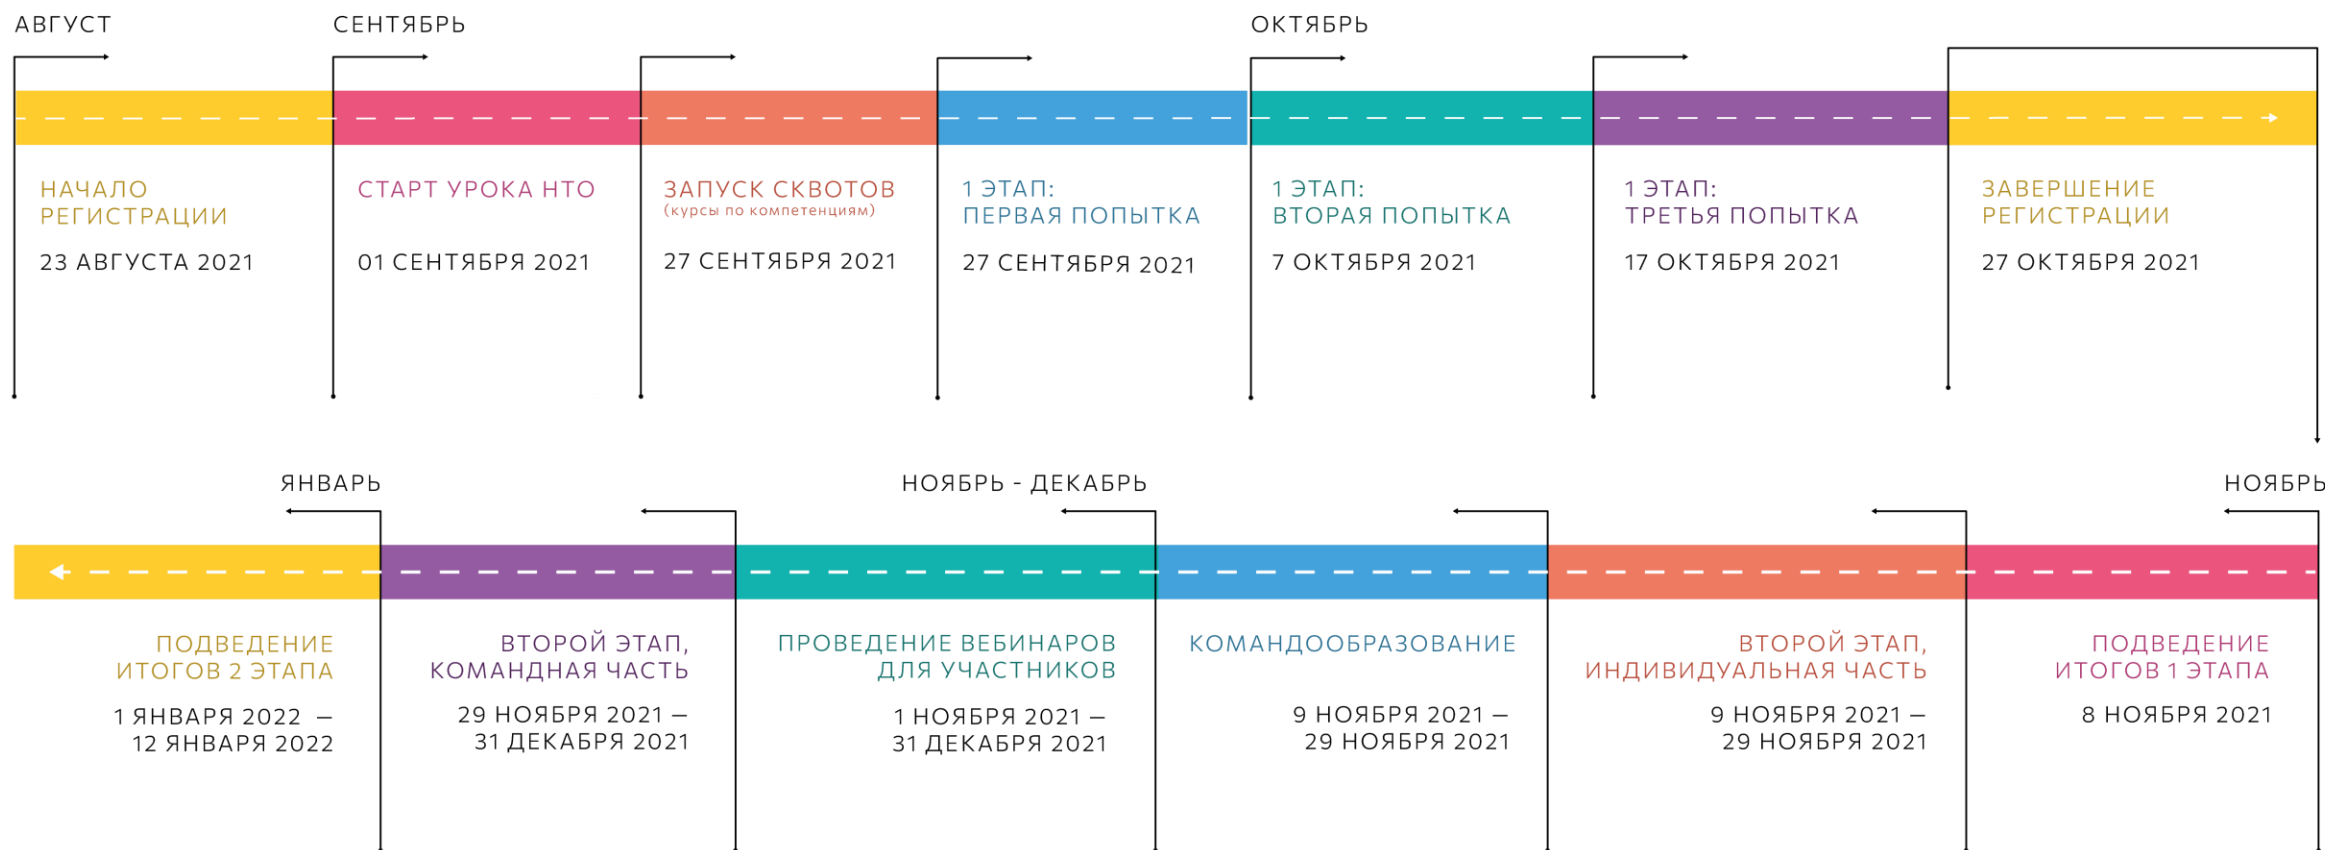 АВГУСТ
СЕНТЯБРЬ
ОКТЯБРЬ
НАЧАЛО
РЕГИСТРАЦИИ
23 АВГУСТА 2021
СТАРТ УРОКА НТО
01 СЕНТЯБРЯ 2021
ЗАПУСК СКВОТОВ
(курсы по компетенциям)
27 СЕНТЯБРЯ 2021
1 ЭТАП:
ПЕРВАЯ ПОПЫТКА
27 СЕНТЯБРЯ 2021
1 ЭТАП:
ВТОРАЯ ПОПЫТКА
7 ОКТЯБРЯ 2021
1 ЭТАП:
ТРЕТЬЯ ПОПЫТКА
17 ОКТЯБРЯ 2021
ЗАВЕРШЕНИЕ
РЕГИСТРАЦИИ
27 ОКТЯБРЯ 2021
НОЯБРЬ
НОЯБРЬ - ДЕКАБРЬ
ЯНВАРЬ
ПОДВЕДЕНИЕ
ИТОГОВ 1 ЭТАПА
8 НОЯБРЯ 2021
ВТОРОЙ ЭТАП,
ИНДИВИДУАЛЬНАЯ ЧАСТЬ
9 НОЯБРЯ 2021 —
29 НОЯБРЯ 2021
КОМАНДООБРАЗОВАНИЕ
9 НОЯБРЯ 2021 —
29 НОЯБРЯ 2021
ПРОВЕДЕНИЕ ВЕБИНАРОВ
ДЛЯ УЧАСТНИКОВ
1 НОЯБРЯ 2021 —
31 ДЕКАБРЯ 2021
ВТОРОЙ ЭТАП,
КОМАНДНАЯ ЧАСТЬ
29 НОЯБРЯ 2021 —
31 ДЕКАБРЯ 2021
ПОДВЕДЕНИЕ
ИТОГОВ 2 ЭТАПА
1 ЯНВАРЯ 2022 —
12 ЯНВАРЯ 2022